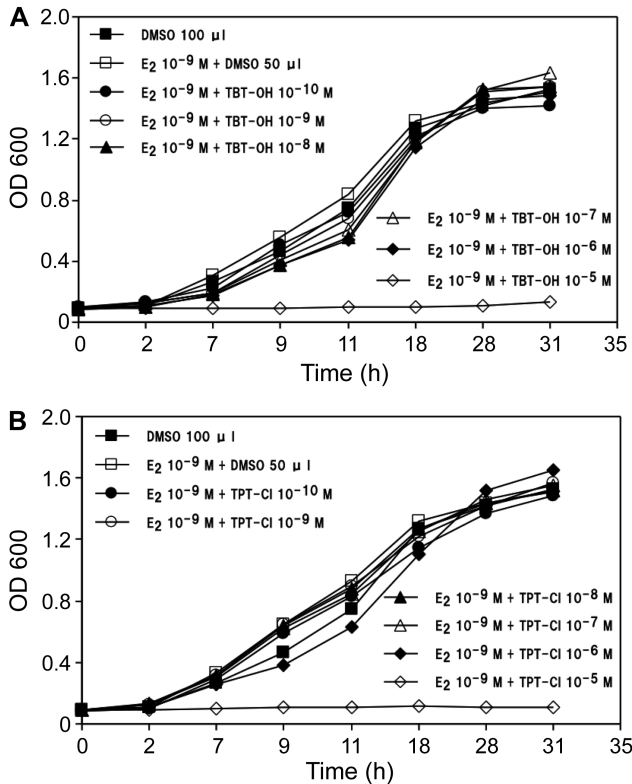 A
2.0
1.6
1.2
0.8
0.4
0
OD 600
DMSO 100 μl
E2 10-9 M + DMSO 50 μl
E2 10-9 M + TBT-OH 10-10 M
E2 10-9 M + TBT-OH 10-9 M
E2 10-9 M + TBT-OH 10-8 M
E2 10-9 M + TBT-OH 10-7 M
E2 10-9 M + TBT-OH 10-6 M
E2 10-9 M + TBT-OH 10-5 M
0 2 7 9 11 18 28 31 35
Time (h)
B
2.0
1.6
1.2
0.8
0.4
0
OD 600
DMSO 100 μl
E2 10-9 M + DMSO 50 μl
E2 10-9 M + TPT-Cl 10-10 M
E2 10-9 M + TPT-Cl 10-9 M
E2 10-9 M + TPT-Cl 10-8 M
E2 10-9 M + TPT-Cl 10-7 M
E2 10-9 M + TPT-Cl 10-6 M
E2 10-9 M + TPT-Cl 10-5 M
0 2 7 9 11 18 28 31 35
Time (h)